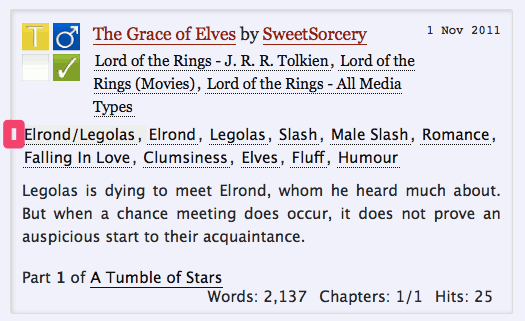 T
The Grace of Elves by SweetSorcery
1 Nov 2011
Lord of the Rings - J. R. R. Tolkien, Lord of the
Rings (Movies), Lord of the Rings - All Media
Types
Elrond/Legolas, Elrond, Legolas, Slash, Male Slash, Romance,
Falling In Love, Clumsiness, Elves, Fluff, Humour
Legolas is dying to meet Elrond, whom he heard much about.
But when a chance meeting does occur, it does not prove an
auspicious start to their acquaintance.
Part 1 of A Tumble of Stars
Words: 2,137 Chapters: 1/1 Hits: 25